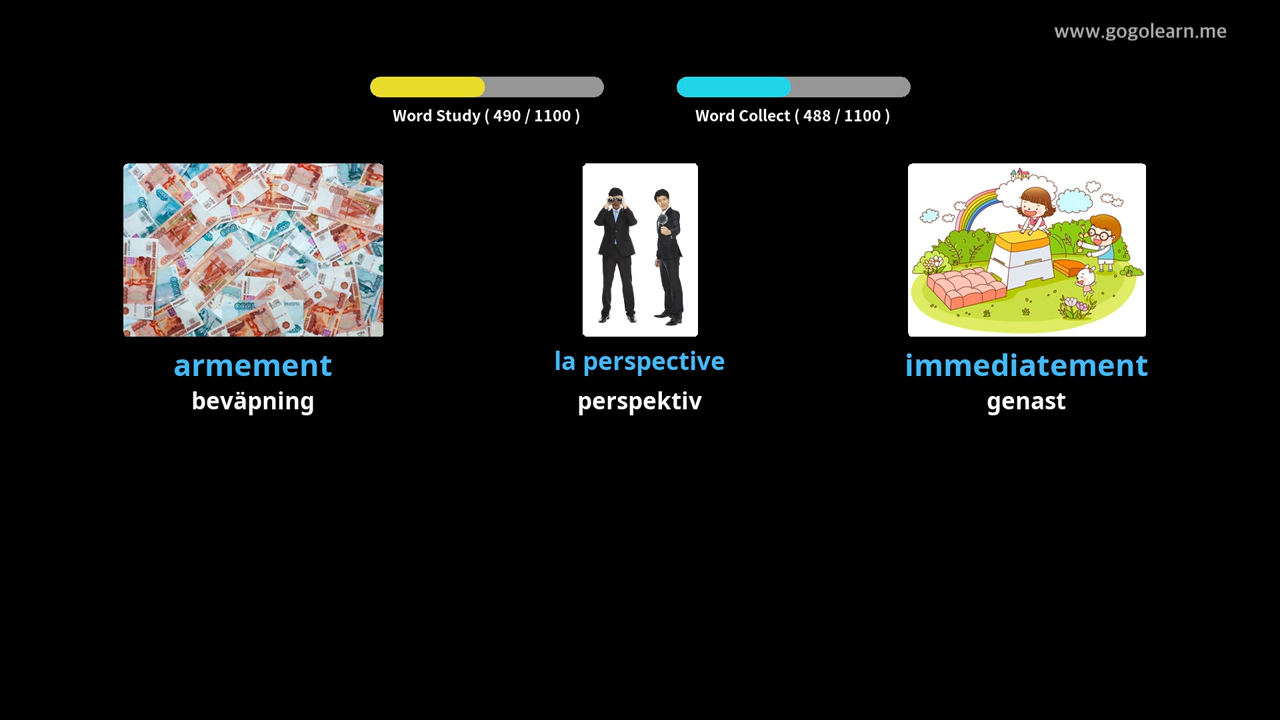 www.gogolearn.me
Word Study ( 490 / 1100 )
Word Collect ( 488 / 1100 )
armement
beväpning
la perspective
perspektiv
immediatement
genast